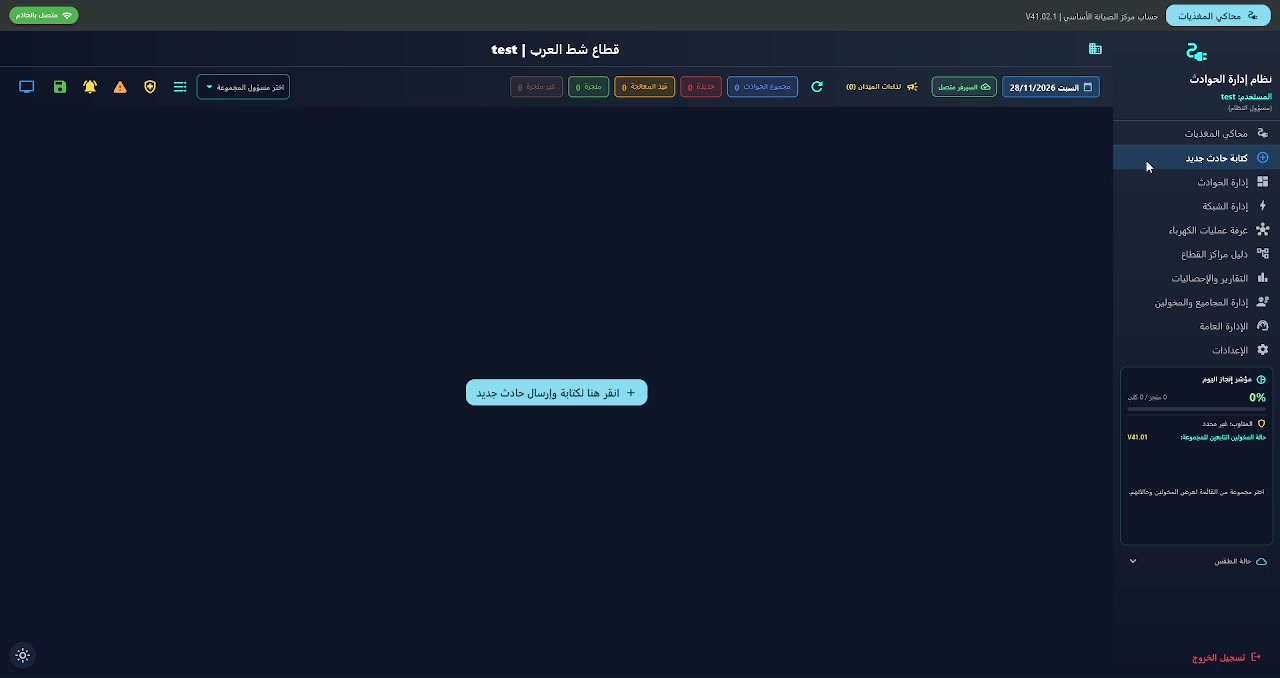 محاكي المغذيات
حساب مركز الصيانة الأساسي | V41.02.1
متصل بالخادم
نظام إدارة الحوادث
المستخدم: test
(مسؤول النظام)
قطاع شط العرب | test
السبت 28/11/2026
السيرفر متصل
نداءات الميدان (0)
مجموع الحوادث 0
جديدة 0
قيد المعالجة 0
منجزة 0
غير منجزة 0
اختر مسؤول المجموعة
محاكي المغذيات
كتابة حادث جديد
إدارة الحوادث
إدارة الشبكة
غرفة عمليات الكهرباء
دليل مراكز القطاع
التقارير والإحصائيات
إدارة المجاميع والمخولين
الإدارة العامة
الإعدادات
+ انقر هنا لكتابة وإرسال حادث جديد
مؤشر إنجاز اليوم
0%
0 منجز / 0 كلي
المناوب: غير محدد
حالة المخولين التابعين للمجموعة:
V41.01
اختر مجموعة من القائمة لعرض المخولين وحالاتهم.
حالة الطقس
تسجيل الخروج